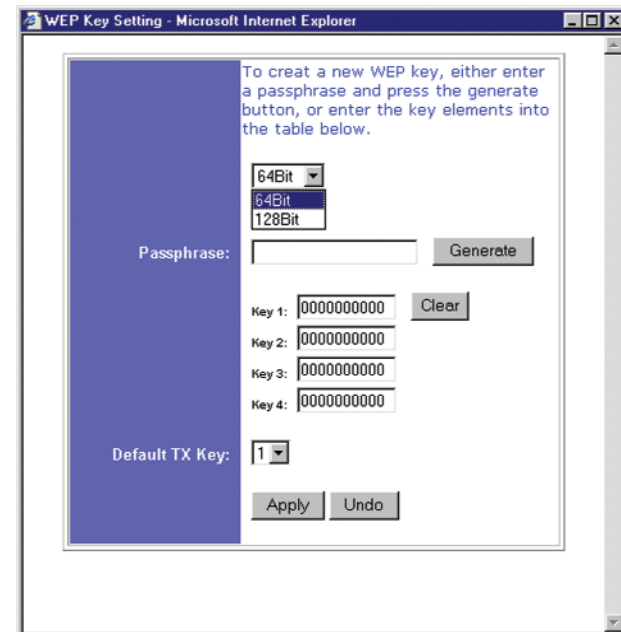 WEP Key Setting - Microsoft Internet Explorer
To creat a new WEP key, either enter
a passphrase and press the generate
button, or enter the key elements into
the table below.
64Bit
64Bit
128Bit
Passphrase: Generate
Key 1: 0000000000 Clear
Key 2: 0000000000
Key 3: 0000000000
Key 4: 0000000000
Default TX Key: 1
Apply Undo